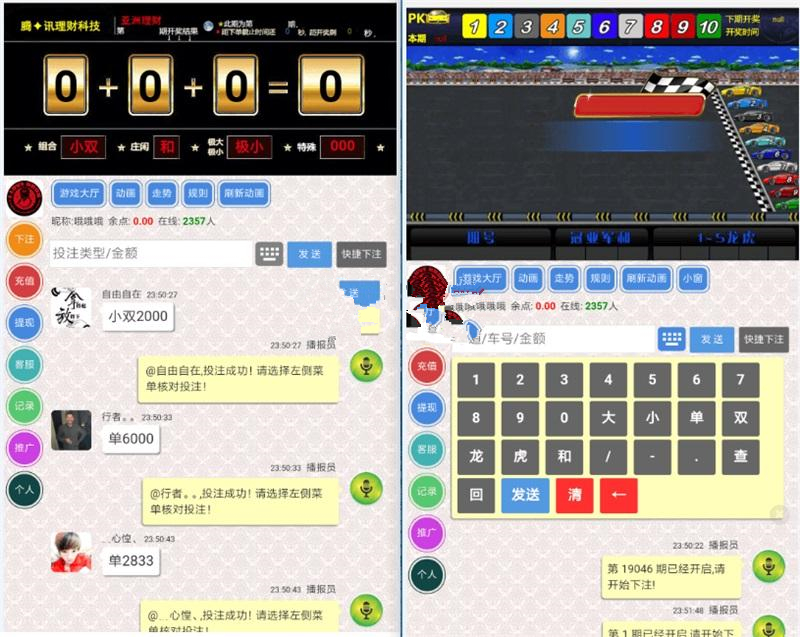 腾✦讯理财科技
亚洲理财
第 期开奖结果
★此期为第 期,
距下单截止时间还 0 秒, 距开奖剩 0 秒,
0 + 0 + 0 = 0
★ 组合 小双 ★ 庄闲 和 ★ 极大极小 极小 ★ 特殊 000 ★
游戏大厅 动画 走势 规则 刷新动画
昵称:哦哦哦 余点: 0.00 在线: 2357人
下注
投注类型/金额
发 送
快捷下注
充值
提现
客服
记录
推广
个人
自由自在 23:50:27
送
小双2000
23:50:27 播报员
@自由自在,投注成功! 请选择左侧菜
单核对投注!
行者。。 23:50:33
单6000
23:50:33 播报员
@行者。。,投注成功! 请选择左侧菜
单核对投注!
...心惶、 23:50:43
单2833
23:50:43 播报员
@...心惶、,投注成功! 请选择左侧菜
单核对投注!
PK
本期 null
1 2 3 4 5 6 7 8 9 10
下期开奖 null
开奖时间
期号
冠亚军和
1-5龙虎
游戏大厅 动画 走势 规则 刷新动画 小窗
哦哦哦 余点: 0.00 在线: 2357人
道/车号/金额
发 送
快捷下注
充值
提现
客服
记录
推广
个人
1 2 3 4 5 6 7
8 9 0 大 小 单 双
龙 虎 和 / - . 查
回 发送 清 ←
23:50:22 播报员
第 19046 期已经开启,请
开始下注!
23:51:48 播报员
第 1 期已经开启,请开始下